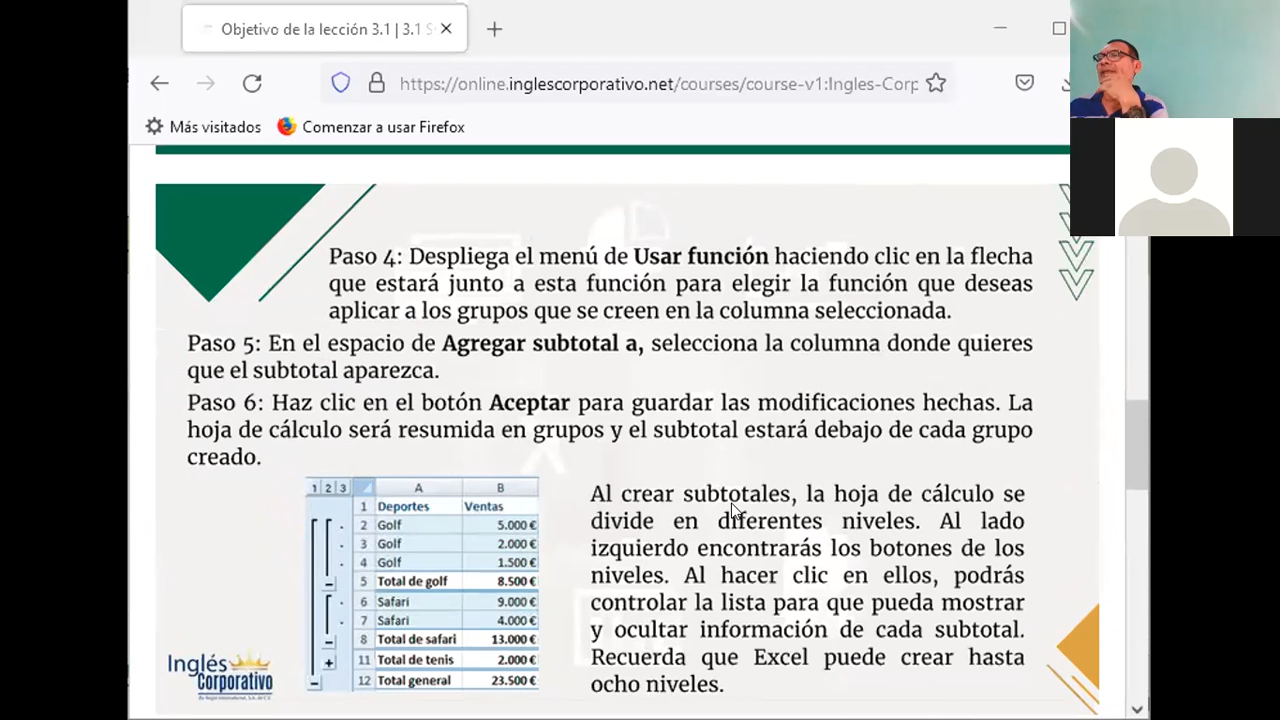 Objetivo de la lección 3.1 | 3.1 S
https://online.inglescorporativo.net/courses/course-v1:Ingles-Corp
Más visitados
Comenzar a usar Firefox
Paso 4: Despliega el menú de Usar función haciendo clic en la flecha
que estará junto a esta función para elegir la función que deseas
aplicar a los grupos que se creen en la columna seleccionada.
Paso 5: En el espacio de Agregar subtotal a, selecciona la columna donde quieres
que el subtotal aparezca.
Paso 6: Haz clic en el botón Aceptar para guardar las modificaciones hechas. La
hoja de cálculo será resumida en grupos y el subtotal estará debajo de cada grupo
creado.
1 2 3 A B
1 Deportes Ventas
2 Golf 5.000 €
3 Golf 2.000 €
4 Golf 1.500 €
5 Total de golf 8.500 €
6 Safari 9.000 €
7 Safari 4.000 €
8 Total de safari 13.000 €
11 Total de tenis 2.000 €
12 Total general 23.500 €
Al crear subtotales, la hoja de cálculo se
divide en diferentes niveles. Al lado
izquierdo encontrarás los botones de los
niveles. Al hacer clic en ellos, podrás
controlar la lista para que pueda mostrar
y ocultar información de cada subtotal.
Recuerda que Excel puede crear hasta
ocho niveles.
Inglés
Corporativo